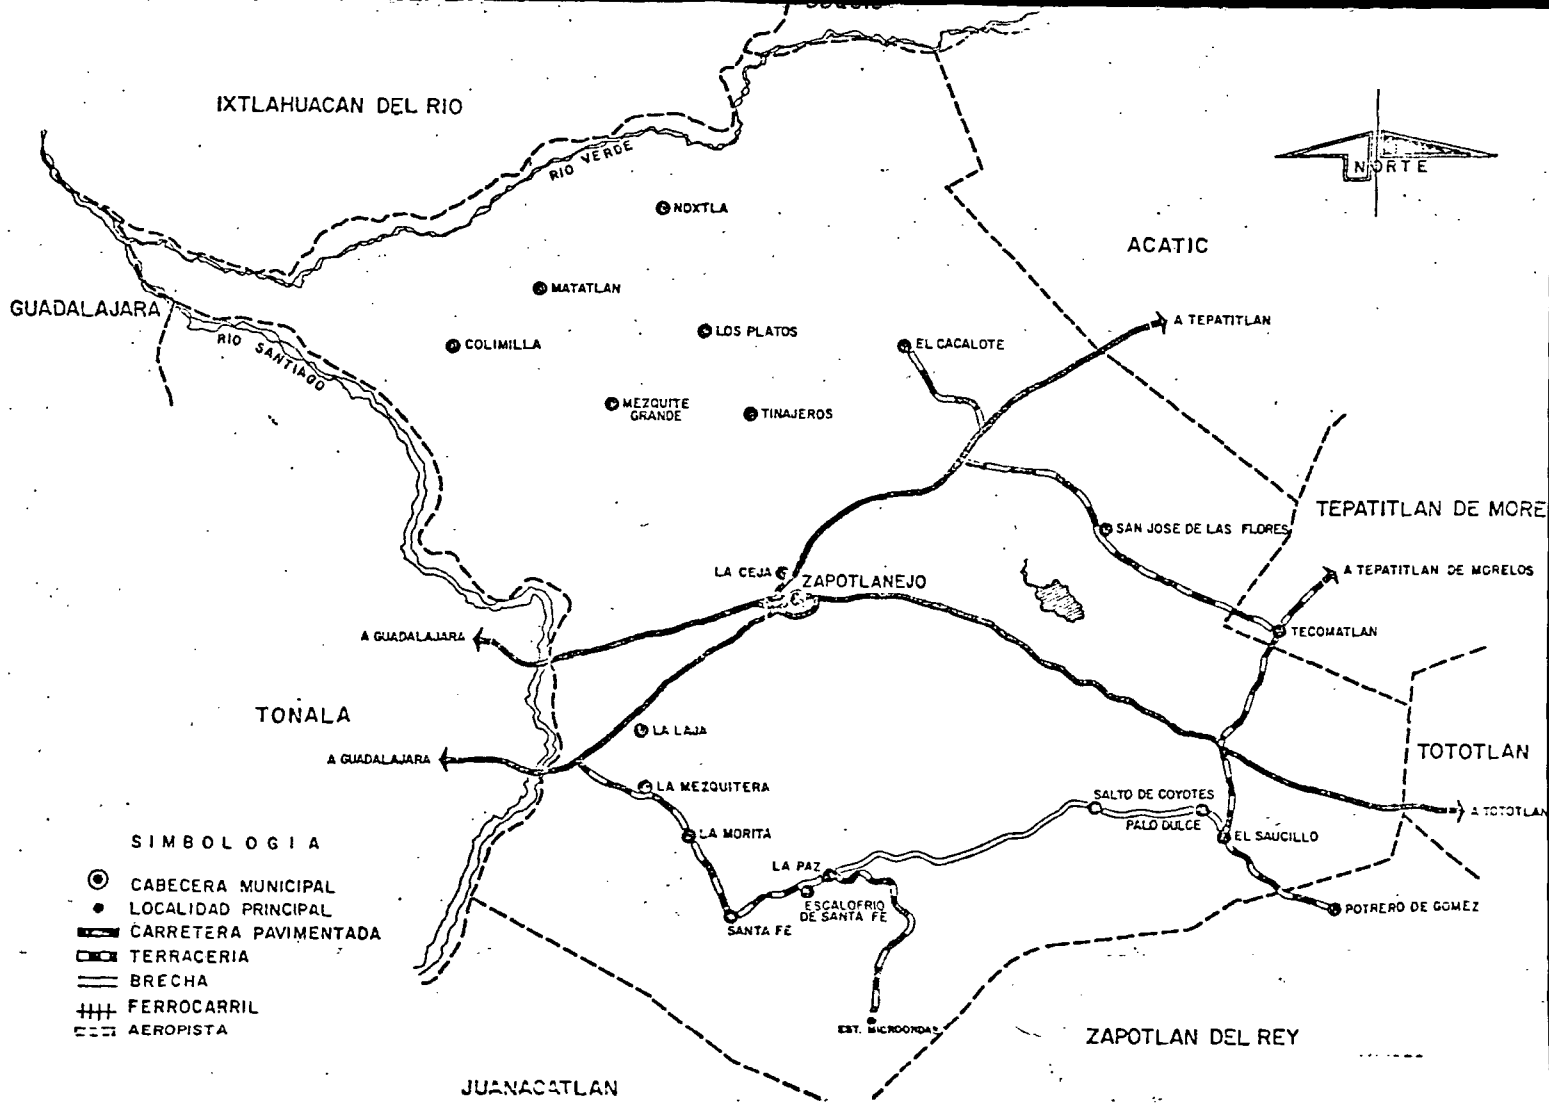 IXTLAHUACAN DEL RIO
RIO VERDE
NORTE
NOXTLA
ACATIC
MATATLAN
GUADALAJARA
RIO SANTIAGO
A TEPATITLAN
LOS PLATOS
COLIMILLA
EL CACALOTE
MEZQUITE
GRANDE
TINAJEROS
TEPATITLAN DE MORE
SAN JOSE DE LAS FLORES
LA CEJA
ZAPOTLANEJO
A TEPATITLAN DE MORELOS
A GUADALAJARA
TECOMATLAN
TONALA
LA LAJA
TOTOTLAN
A GUADALAJARA
LA MEZQUITERA
SALTO DE COYOTES
PALO DULCE
A TOTOTLAN
LA MORITA
EL SAUCILLO
LA PAZ
ESCALOFRIO
DE SANTA FE
SANTA FE
POTRERO DE GOMEZ
EST. MICROONDAS
ZAPOTLAN DEL REY
JUANACATLAN
SIMBOLOGIA
CABECERA MUNICIPAL
LOCALIDAD PRINCIPAL
CARRETERA PAVIMENTADA
TERRACERIA
BRECHA
FERROCARRIL
AEROPISTA